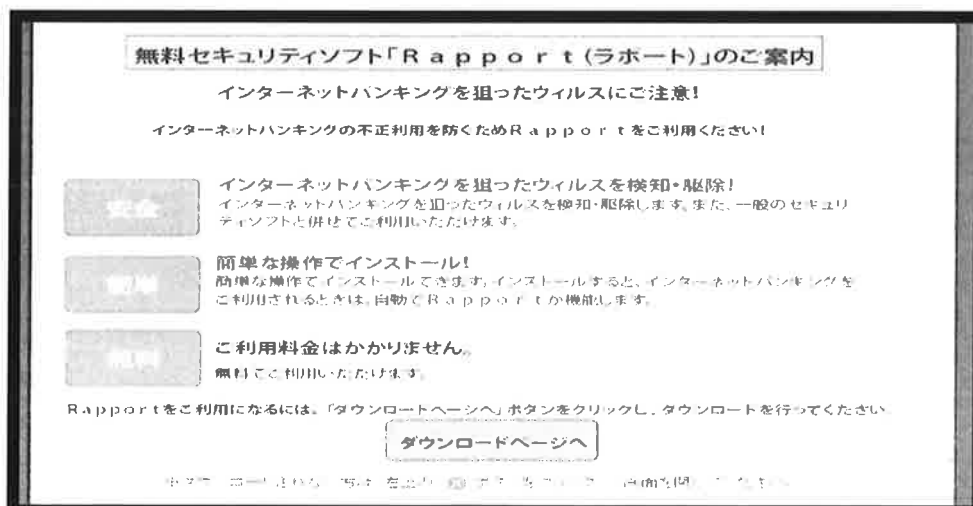 無料セキュリティソフト「Ｒａｐｐｏｒｔ(ラポート)」のご案内
インターネットバンキングを狙ったウィルスにご注意!
インターネットバンキングの不正利用を防ぐためＲａｐｐｏｒｔをご利用ください!
安全
インターネットバンキングを狙ったウィルスを検知・駆除!
インターネットバンキングを狙ったウィルスを検知・駆除します。また、一般のセキュリ
ティソフトと併せてご利用いただけます。
簡単
簡単な操作でインストール!
簡単な操作でインストールできます。インストールすると、インターネットバンキングを
ご利用されるときは、自動でＲａｐｐｏｒｔが機能します。
無料
ご利用料金はかかりません。
無料でご利用いただけます。
Ｒａｐｐｏｒｔをご利用になるには、「ダウンロードページへ」ボタンをクリックし、ダウンロードを行ってください。
ダウンロードページへ